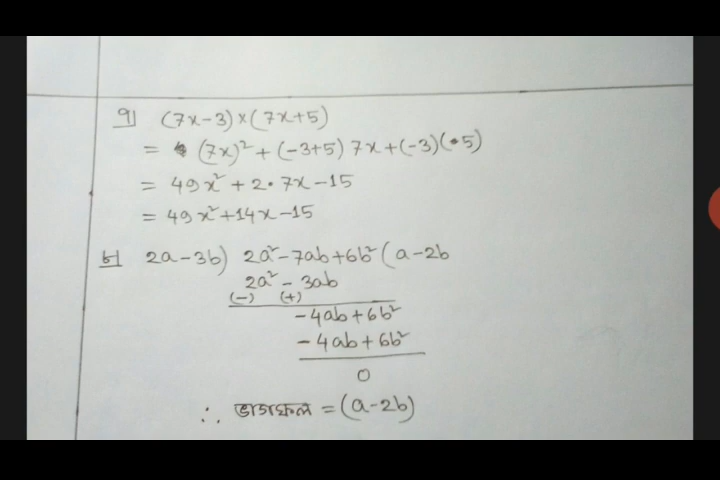 ৭| (7x-3)×(7x+5)
= (7x)² + (-3+5) 7x + (-3)(5)
= 49x² + 2·7x - 15
= 49x² + 14x - 15
৮| 2a-3b) 2a²-7ab+6b² (a-2b
2a² - 3ab
(-) (+)
-4ab+6b²
-4ab+6b²
0
∴ ভাগফল = (a-2b)